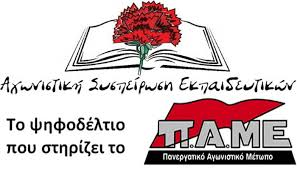 Αγωνιστική Συσπείρωση Εκπαιδευτικών
Το ψηφοδέλτιο
που στηρίζει το
Π.Α.ΜΕ
Πανεργατικό Αγωνιστικό Μέτωπο